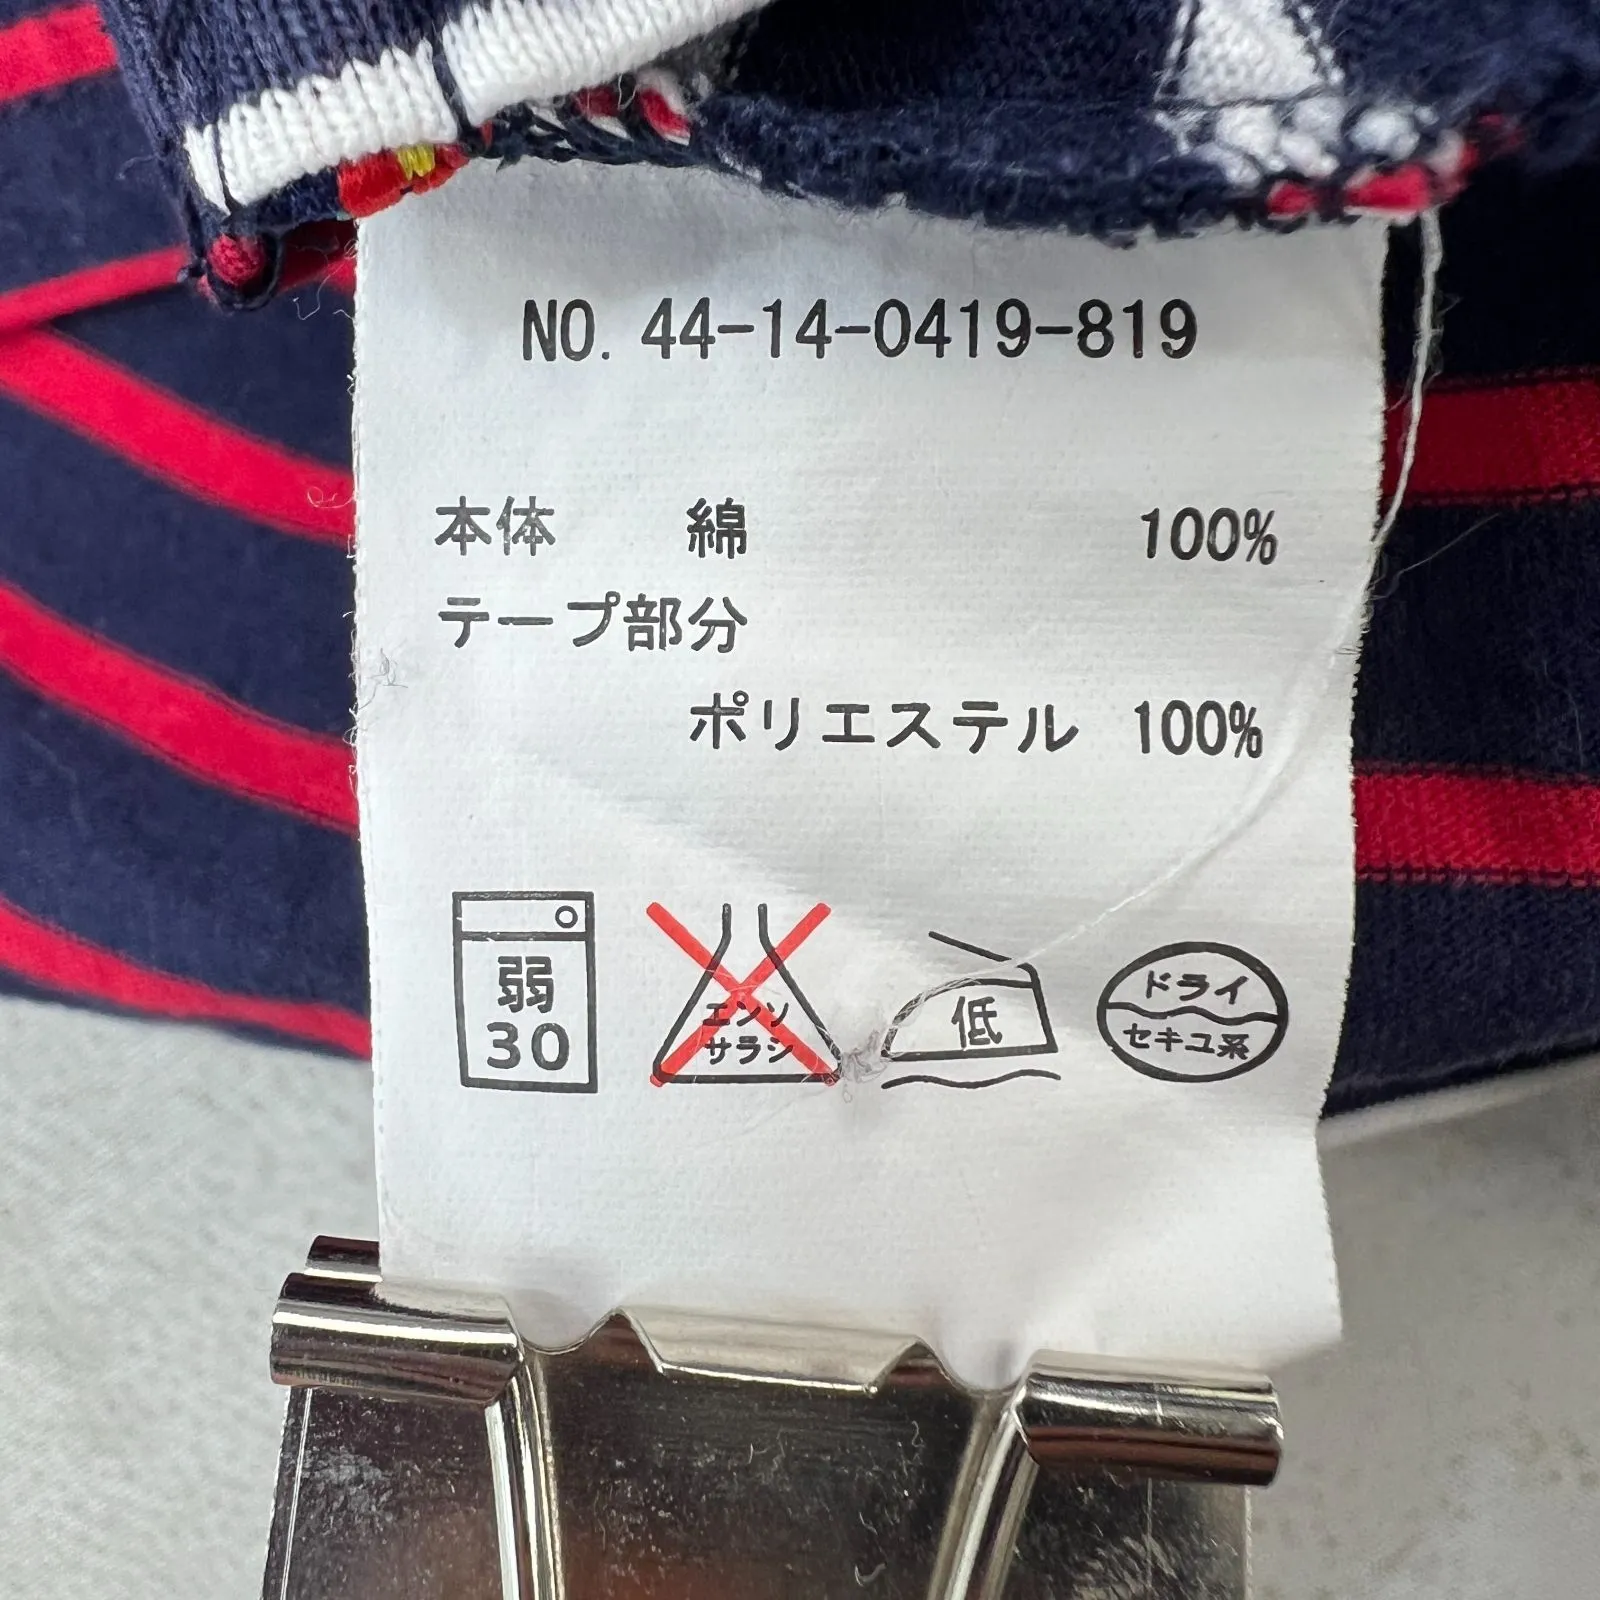 NO. 44-14-0419-819
本体 綿 100%
テープ部分
ポリエステル 100%
弱
30
エンソ
サラシ
低
ドライ
セキユ系